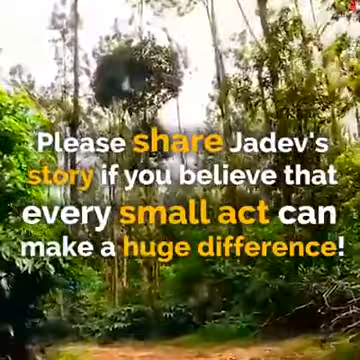 Please share Jadev's
story if you believe that
every small act can
make a huge difference!